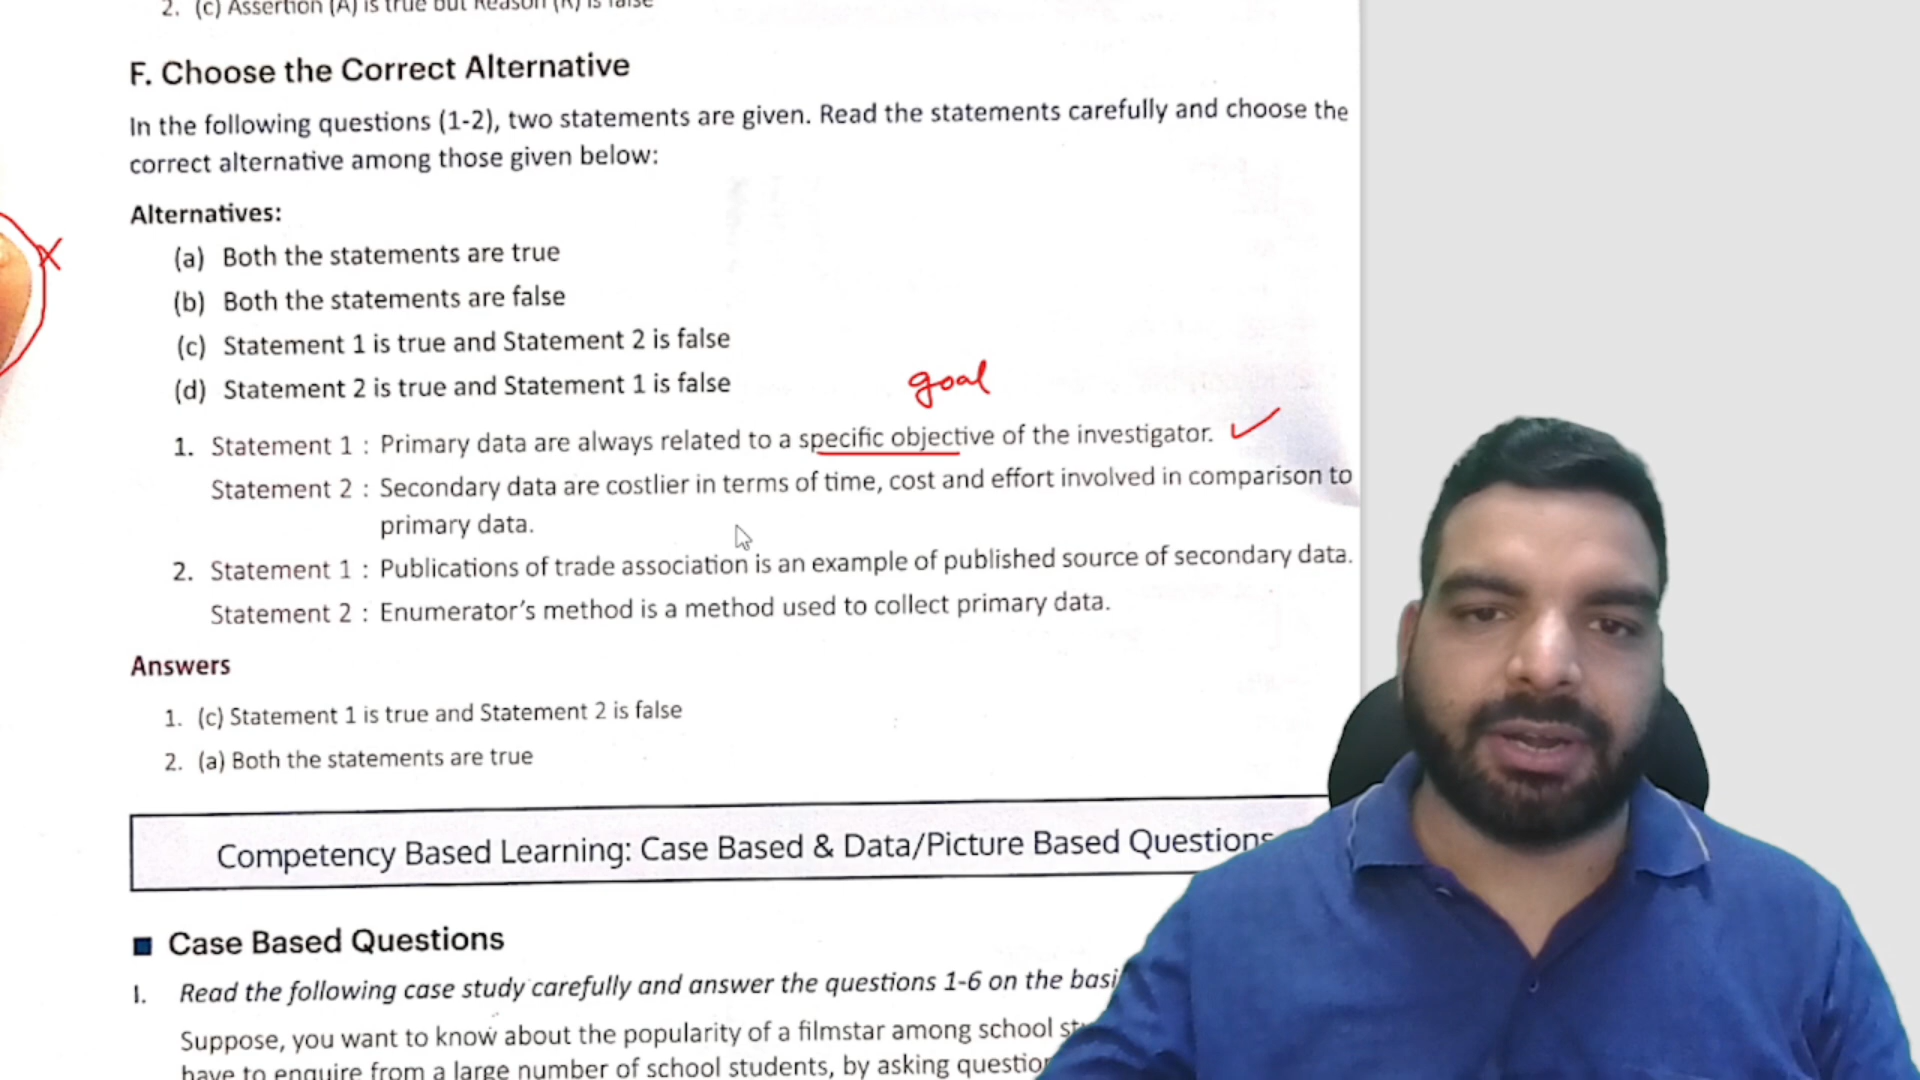 2. (c) Assertion (A) is true but Reason (R) is false
F. Choose the Correct Alternative
In the following questions (1-2), two statements are given. Read the statements carefully and choose the
correct alternative among those given below:
Alternatives:
(a) Both the statements are true
(b) Both the statements are false
(c) Statement 1 is true and Statement 2 is false
(d) Statement 2 is true and Statement 1 is false
goal
1. Statement 1 : Primary data are always related to a specific objective of the investigator.
Statement 2 : Secondary data are costlier in terms of time, cost and effort involved in comparison to
primary data.
2. Statement 1 : Publications of trade association is an example of published source of secondary data.
Statement 2 : Enumerator's method is a method used to collect primary data.
Answers
1. (c) Statement 1 is true and Statement 2 is false
2. (a) Both the statements are true
Competency Based Learning: Case Based & Data/Picture Based Questions
Case Based Questions
I. Read the following case study carefully and answer the questions 1-6 on the basi
Suppose, you want to know about the popularity of a filmstar among school
have to enquire from a large number of school students, by asking